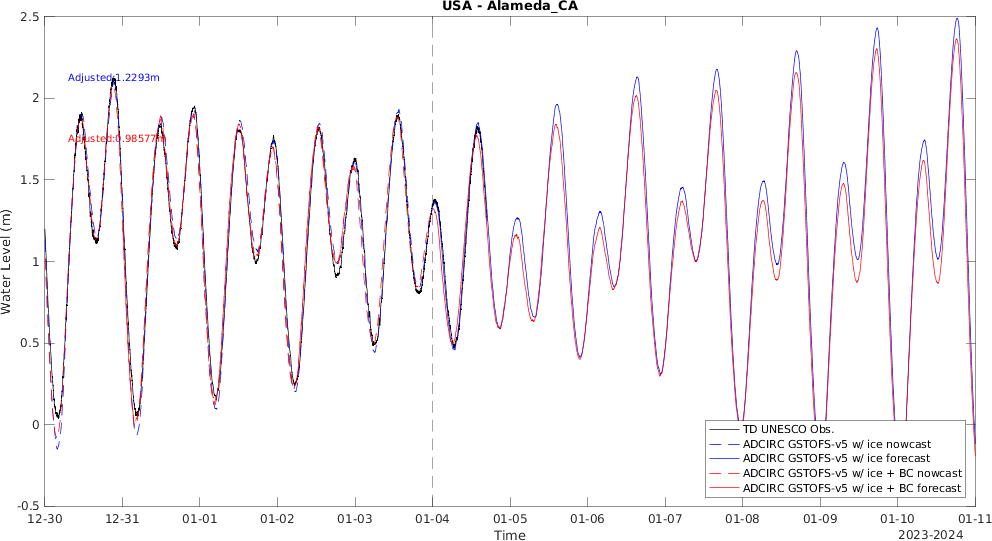 USA - Alameda_CA
2.5
2
1.5
1
0.5
0
-0.5
Water Level (m)
Adjusted:1.2293m
Adjusted:0.98577m
TD UNESCO Obs.
ADCIRC GSTOFS-v5 w/ ice nowcast
ADCIRC GSTOFS-v5 w/ ice forecast
ADCIRC GSTOFS-v5 w/ ice + BC nowcast
ADCIRC GSTOFS-v5 w/ ice + BC forecast
12-30 12-31 01-01 01-02 01-03 01-04 01-05 01-06 01-07 01-08 01-09 01-10 01-11
Time
2023-2024